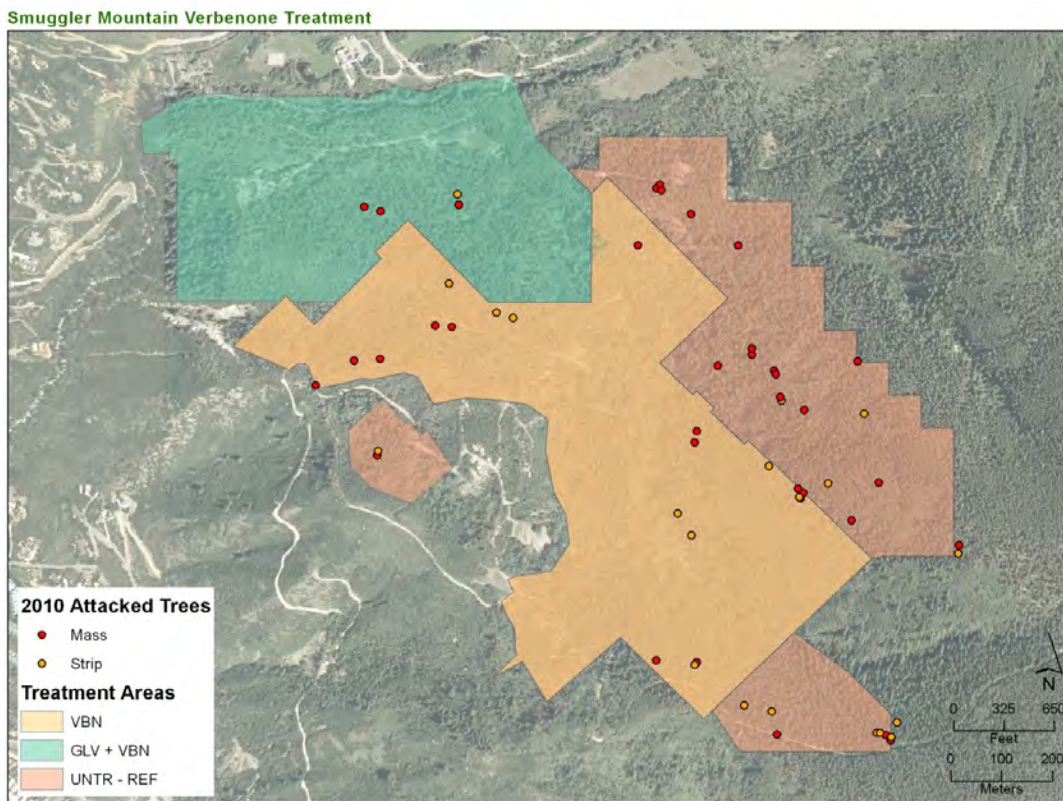 Smuggler Mountain Verbenone Treatment
2010 Attacked Trees
Mass
Strip
Treatment Areas
VBN
GLV + VBN
UNTR - REF
N
0 325 650
Feet
0 100 200
Meters